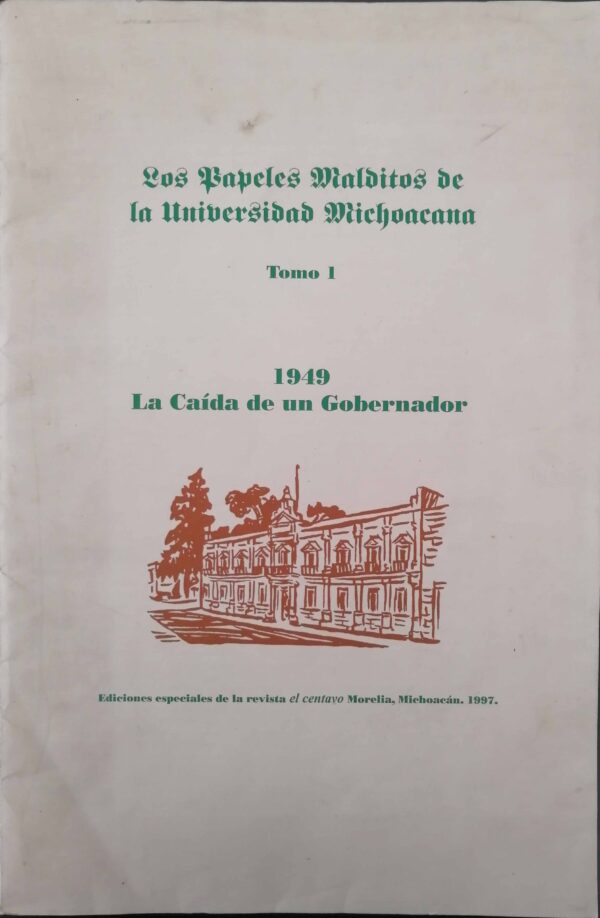 Los Papeles Malditos de
la Universidad Michoacana
Tomo 1
1949
La Caída de un Gobernador
Ediciones especiales de la revista el centavo Morelia, Michoacán. 1997.